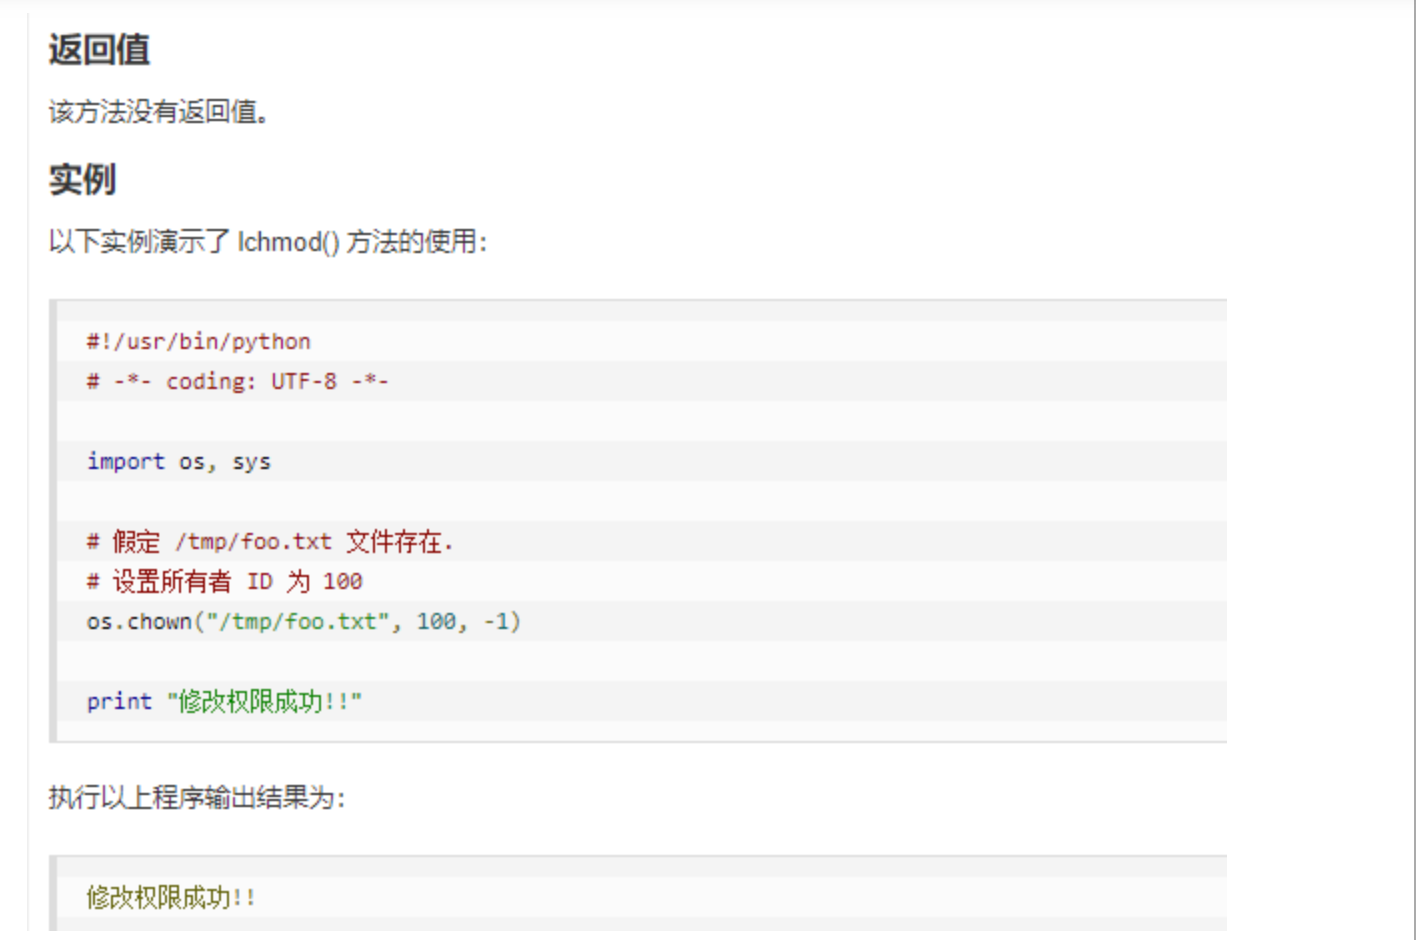 返回值
该方法没有返回值。
实例
以下实例演示了 lchmod() 方法的使用：
#!/usr/bin/python
# -*- coding: UTF-8 -*-
import os, sys
# 假定 /tmp/foo.txt 文件存在.
# 设置所有者 ID 为 100
os.chown("/tmp/foo.txt", 100, -1)
print "修改权限成功!!"
执行以上程序输出结果为：
修改权限成功!!